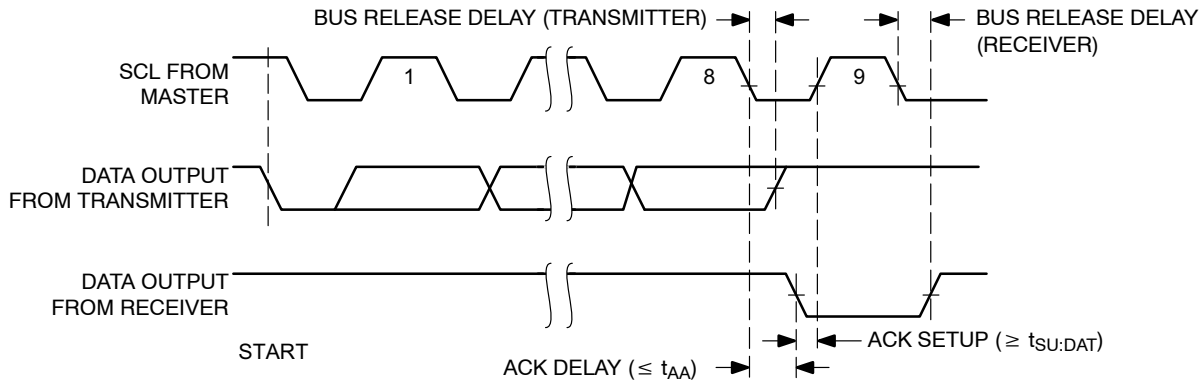 BUS RELEASE DELAY (TRANSMITTER)
BUS RELEASE DELAY
(RECEIVER)
SCL FROM
MASTER
1
8
9
DATA OUTPUT
FROM TRANSMITTER
DATA OUTPUT
FROM RECEIVER
START
ACK SETUP (≥ tSU:DAT)
ACK DELAY (≤ tAA)